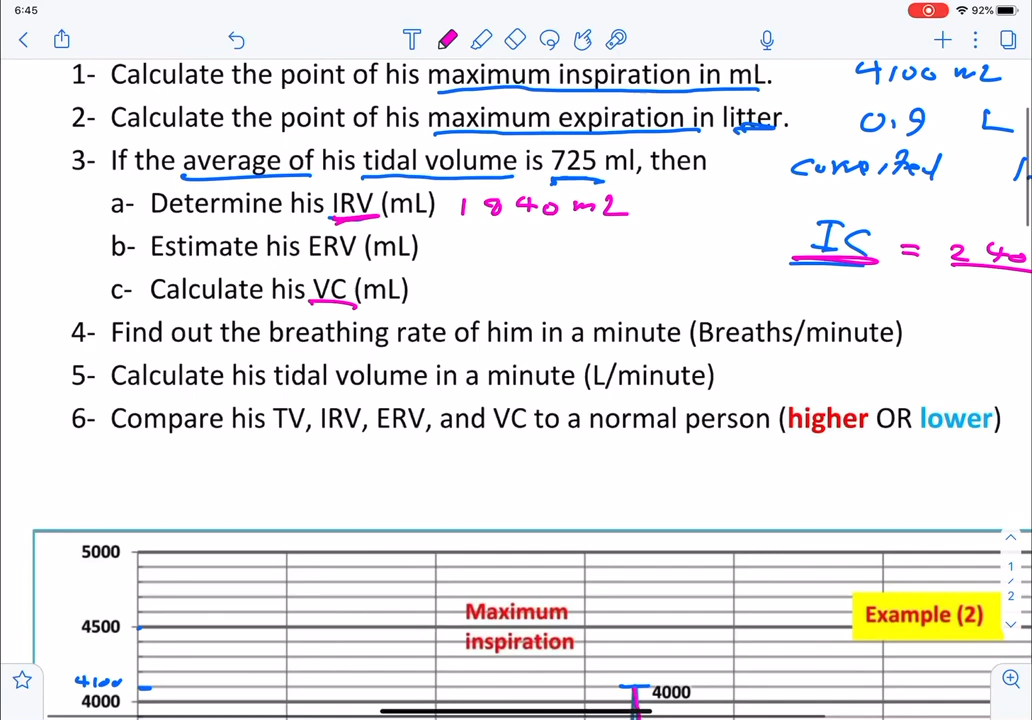 6:45
92%
1- Calculate the point of his maximum inspiration in mL. 4100 mL
2- Calculate the point of his maximum expiration in litter. 0.9 L
3- If the average of his tidal volume is 725 ml, then
a- Determine his IRV (mL) 1840 mL
IC = 240
b- Estimate his ERV (mL)
c- Calculate his VC (mL)
4- Find out the breathing rate of him in a minute (Breaths/minute)
5- Calculate his tidal volume in a minute (L/minute)
6- Compare his TV, IRV, ERV, and VC to a normal person (higher OR lower)
5000
Maximum
inspiration
Example (2)
4500
4100
4000
4000
1
/
2